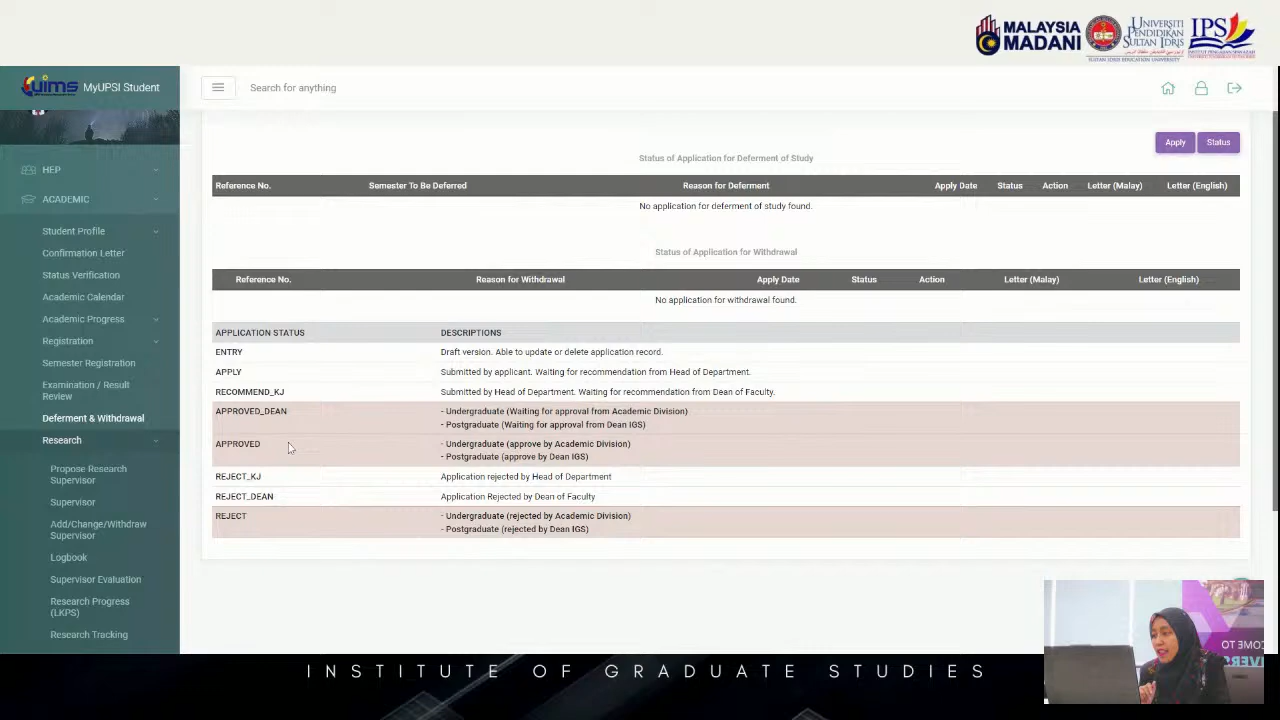 MALAYSIA
MADANI
UNIVERSITI
PENDIDIKAN
SULTAN IDRIS
SULTAN IDRIS EDUCATION UNIVERSITY
IPS
uims MyUPSI Student
Search for anything
HEP
ACADEMIC
Student Profile
Confirmation Letter
Status Verification
Academic Calendar
Academic Progress
Registration
Semester Registration
Examination / Result
Review
Deferment & Withdrawal
Research
Propose Research
Supervisor
Supervisor
Add/Change/Withdraw
Supervisor
Logbook
Supervisor Evaluation
Research Progress
(LKPS)
Research Tracking
Apply Status
Status of Application for Deferment of Study
Reference No. Semester To Be Deferred Reason for Deferment Apply Date Status Action Letter (Malay) Letter (English)
No application for deferment of study found.
Status of Application for Withdrawal
Reference No. Reason for Withdrawal Apply Date Status Action Letter (Malay) Letter (English)
No application for withdrawal found.
APPLICATION STATUS DESCRIPTIONS
ENTRY Draft version. Able to update or delete application record.
APPLY Submitted by applicant. Waiting for recommendation from Head of Department.
RECOMMEND_KJ Submitted by Head of Department. Waiting for recommendation from Dean of Faculty.
APPROVED_DEAN - Undergraduate (Waiting for approval from Academic Division)
- Postgraduate (Waiting for approval from Dean IGS)
APPROVED - Undergraduate (approve by Academic Division)
- Postgraduate (approve by Dean IGS)
REJECT_KJ Application rejected by Head of Department
REJECT_DEAN Application Rejected by Dean of Faculty
REJECT - Undergraduate (rejected by Academic Division)
- Postgraduate (rejected by Dean IGS)
INSTITUTE OF GRADUATE STUDIES